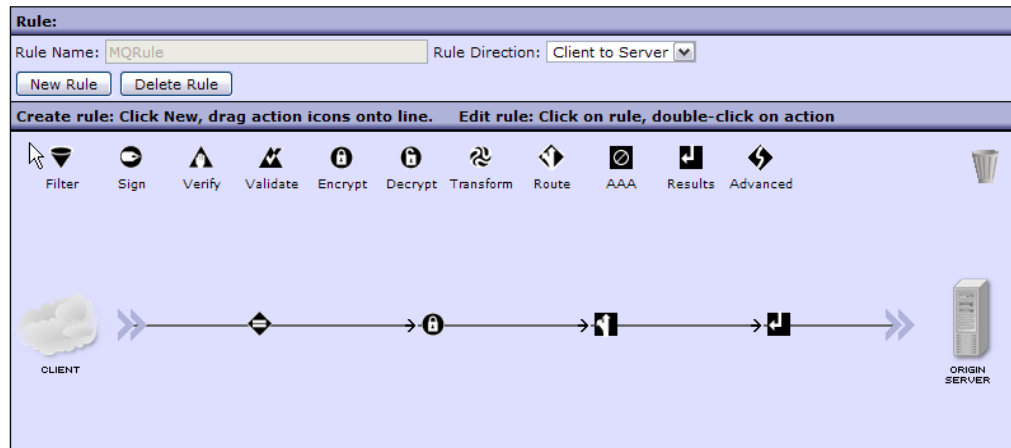 Rule:
Rule Name: MQRule Rule Direction: Client to Server
New Rule Delete Rule
Create rule: Click New, drag action icons onto line. Edit rule: Click on rule, double-click on action
Filter Sign Verify Validate Encrypt Decrypt Transform Route AAA Results Advanced
CLIENT
ORIGIN
SERVER